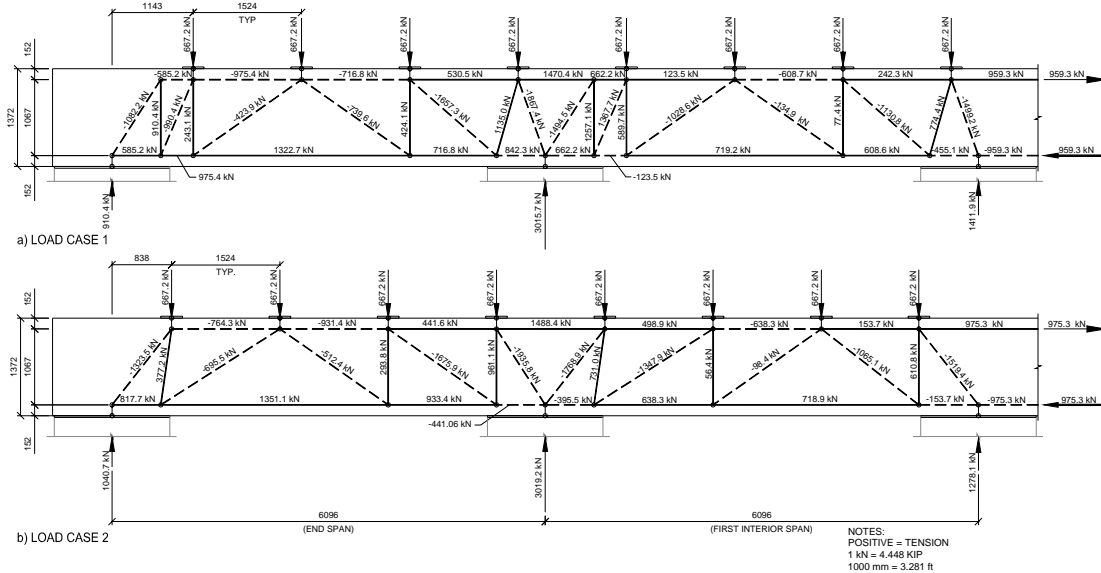 1143
1524
TYP
667.2 kN
667.2 kN
667.2 kN
667.2 kN
667.2 kN
667.2 kN
667.2 kN
667.2 kN
152
1372
1067
152
-585.2 kN
-975.4 kN
-716.8 kN
530.5 kN
1470.4 kN
662.2 kN
123.5 kN
-608.7 kN
242.3 kN
959.3 kN
959.3 kN
-1082.2 kN
910.4 kN
-990.4 kN
243.1 kN
-423.9 kN
-739.6 kN
424.1 kN
-1657.3 kN
1135.0 kN
-1867.4 kN
-1494.5 kN
1257.1 kN
1367.7 kN
589.7 kN
-1028.6 kN
-134.9 kN
77.4 kN
-1130.8 kN
774.4 kN
-1499.2 kN
585.2 kN
1322.7 kN
716.8 kN
842.3 kN
662.2 kN
719.2 kN
608.6 kN
-455.1 kN
-959.3 kN
959.3 kN
975.4 kN
-123.5 kN
910.4 kN
3015.7 kN
1411.9 kN
a) LOAD CASE 1
838
1524
TYP.
667.2 kN
667.2 kN
667.2 kN
667.2 kN
667.2 kN
667.2 kN
667.2 kN
667.2 kN
152
1372
1067
152
-764.3 kN
-931.4 kN
441.6 kN
1488.4 kN
498.9 kN
-638.3 kN
153.7 kN
975.3 kN
975.3 kN
-1323.5 kN
377.2 kN
-695.5 kN
-512.4 kN
293.8 kN
-1675.9 kN
961.1 kN
-1935.8 kN
-1768.9 kN
731.0 kN
-1347.9 kN
56.4 kN
-98.4 kN
-1065.1 kN
610.8 kN
-1519.4 kN
817.7 kN
1351.1 kN
933.4 kN
-395.5 kN
638.3 kN
718.9 kN
-153.7 kN
-975.3 kN
975.3 kN
-441.06 kN
1040.7 kN
3019.2 kN
1278.1 kN
6096
(END SPAN)
6096
(FIRST INTERIOR SPAN)
b) LOAD CASE 2
NOTES:
POSITIVE = TENSION
1 kN = 4.448 KIP
1000 mm = 3.281 ft